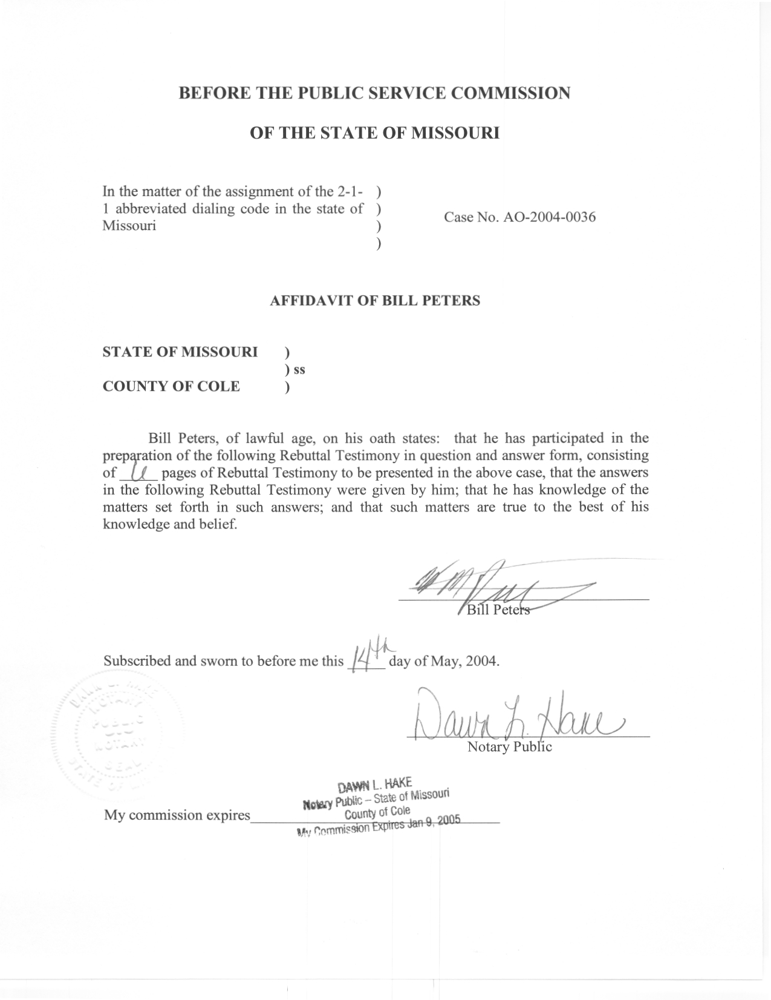 BEFORE THE PUBLIC SERVICE COMMISSION
OF THE STATE OF MISSOURI
In the matter of the assignment of the 2-1- )
1 abbreviated dialing code in the state of )
Missouri )
)
Case No. AO-2004-0036
AFFIDAVIT OF BILL PETERS
STATE OF MISSOURI )
) ss
COUNTY OF COLE )
Bill Peters, of lawful age, on his oath states: that he has participated in the
preparation of the following Rebuttal Testimony in question and answer form, consisting
of pages of Rebuttal Testimony to be presented in the above case, that the answers
in the following Rebuttal Testimony were given by him; that he has knowledge of the
matters set forth in such answers; and that such matters are true to the best of his
knowledge and belief.
Bill Peters
Subscribed and sworn to before me this 14th day of May, 2004.
Dawn L. Hake
Notary Public
DAWN L. HAKE
NOTARY
PUBLIC
NOTARY
SEAL
STATE OF
DAWN L. HAKE
Notary Public – State of Missouri
County of Cole
My commission expires
My Commission Expires Jan 9, 2005